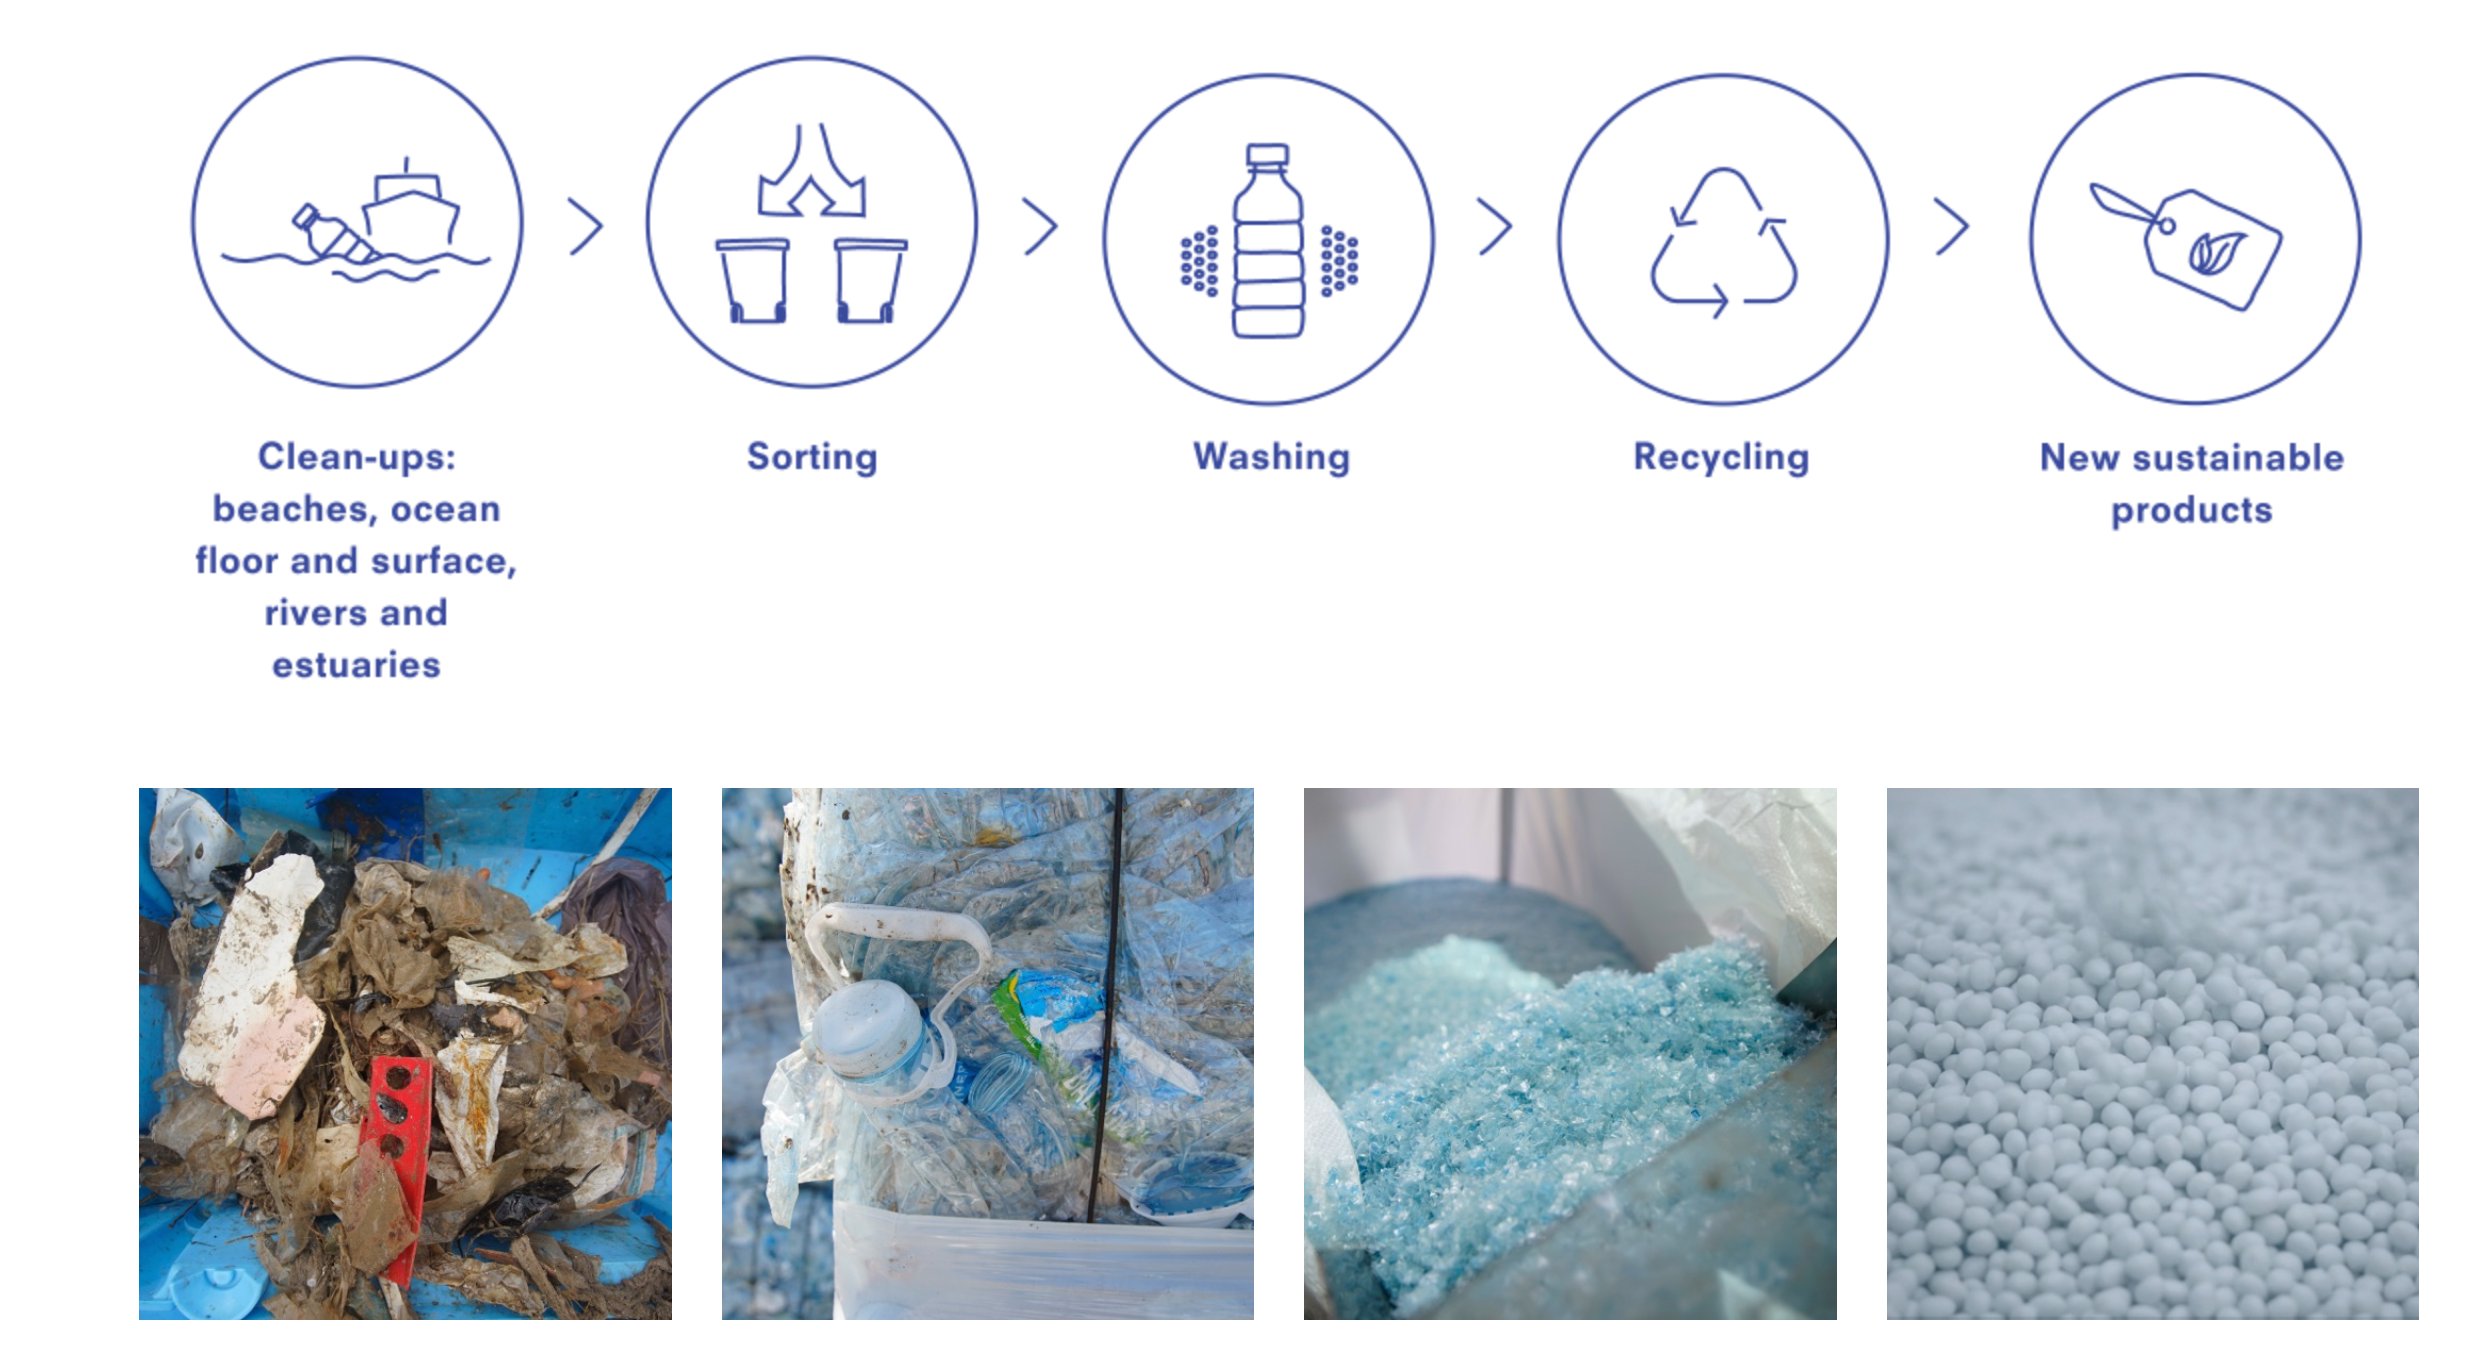 Clean-ups:
beaches, ocean
floor and surface,
rivers and
estuaries
Sorting
Washing
Recycling
New sustainable
products